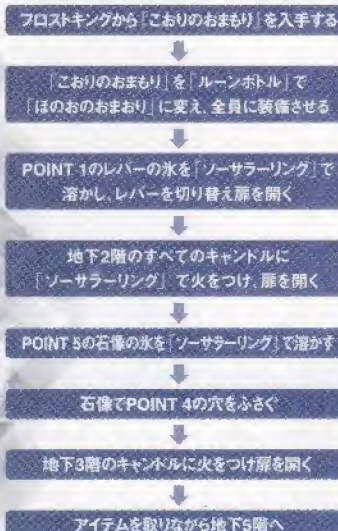 フロストキングから「こおりのおまもり」を入手する
「こおりのおまもり」を「ルーンボトル」で
「ほのおのおまおり」に変え、全員に装備させる
POINT 1のレバーの氷を「ソーサラーリング」で
溶かし、レバーを切り替え扉を開く
地下2階のすべてのキャンドルに
「ソーサラーリング」で火をつけ、扉を開く
POINT 5の石像の氷を「ソーサラーリング」で溶かす
石像でPOINT 4の穴をふさぐ
地下3階のキャンドルに火をつけ扉を開く
アイテムを取りながら地下5階へ